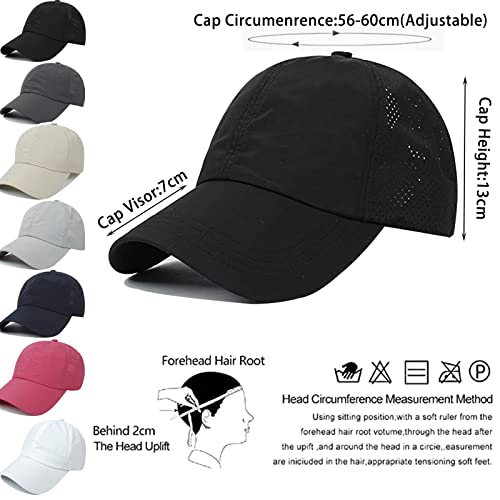 Cap Circumenrence:56-60cm(Adjustable)
Cap Visor:7cm
Cap Height:13cm
Forehead Hair Root
Behind 2cm
The Head Uplift
Head Circumference Measurement Method
Using sitting position,with a soft ruler from the
forehead hair root votume,through the head after
the uplift ,and around the head in a circle,,easurement
are iniciuded in the hair,appraprate tensioning soft feet.